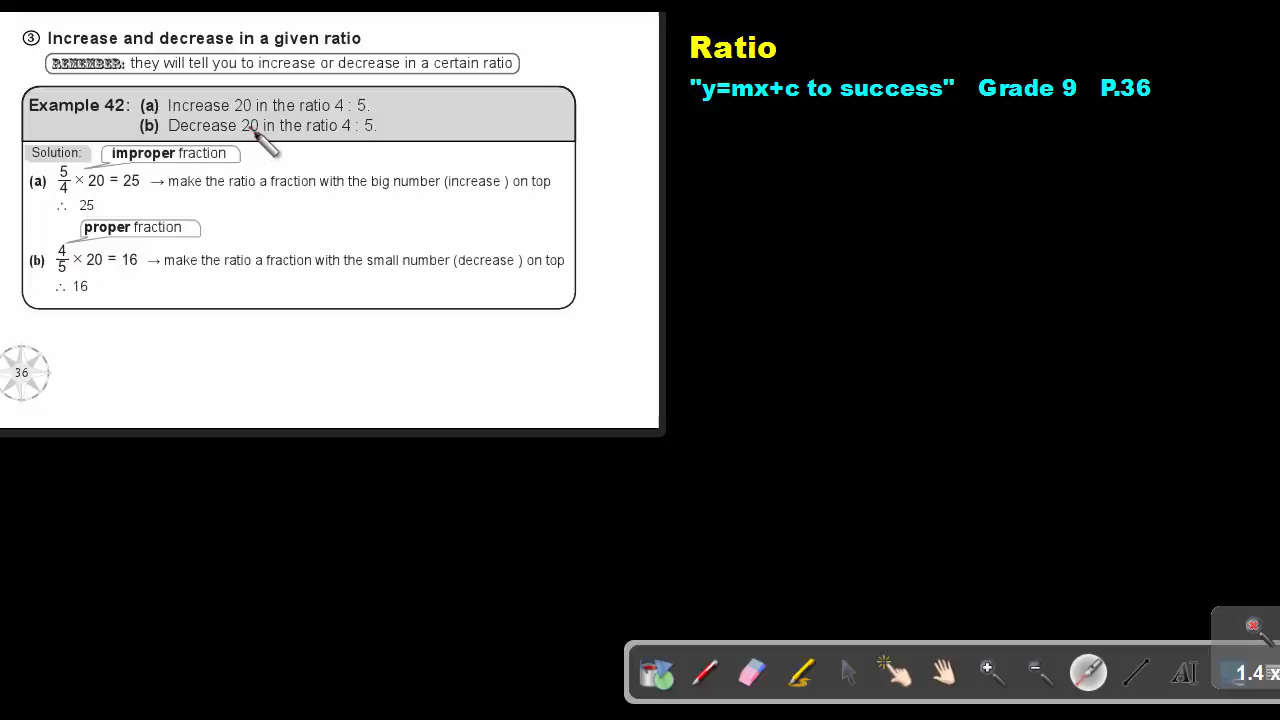 ③ Increase and decrease in a given ratio
REMEMBER: they will tell you to increase or decrease in a certain ratio
Example 42: (a) Increase 20 in the ratio 4 : 5.
(b) Decrease 20 in the ratio 4 : 5.
Solution: improper fraction
(a) 5/4 × 20 = 25 → make the ratio a fraction with the big number (increase ) on top
∴ 25
proper fraction
(b) 4/5 × 20 = 16 → make the ratio a fraction with the small number (decrease ) on top
∴ 16
36
Ratio
"y=mx+c to success" Grade 9 P.36
AI
1.4 x